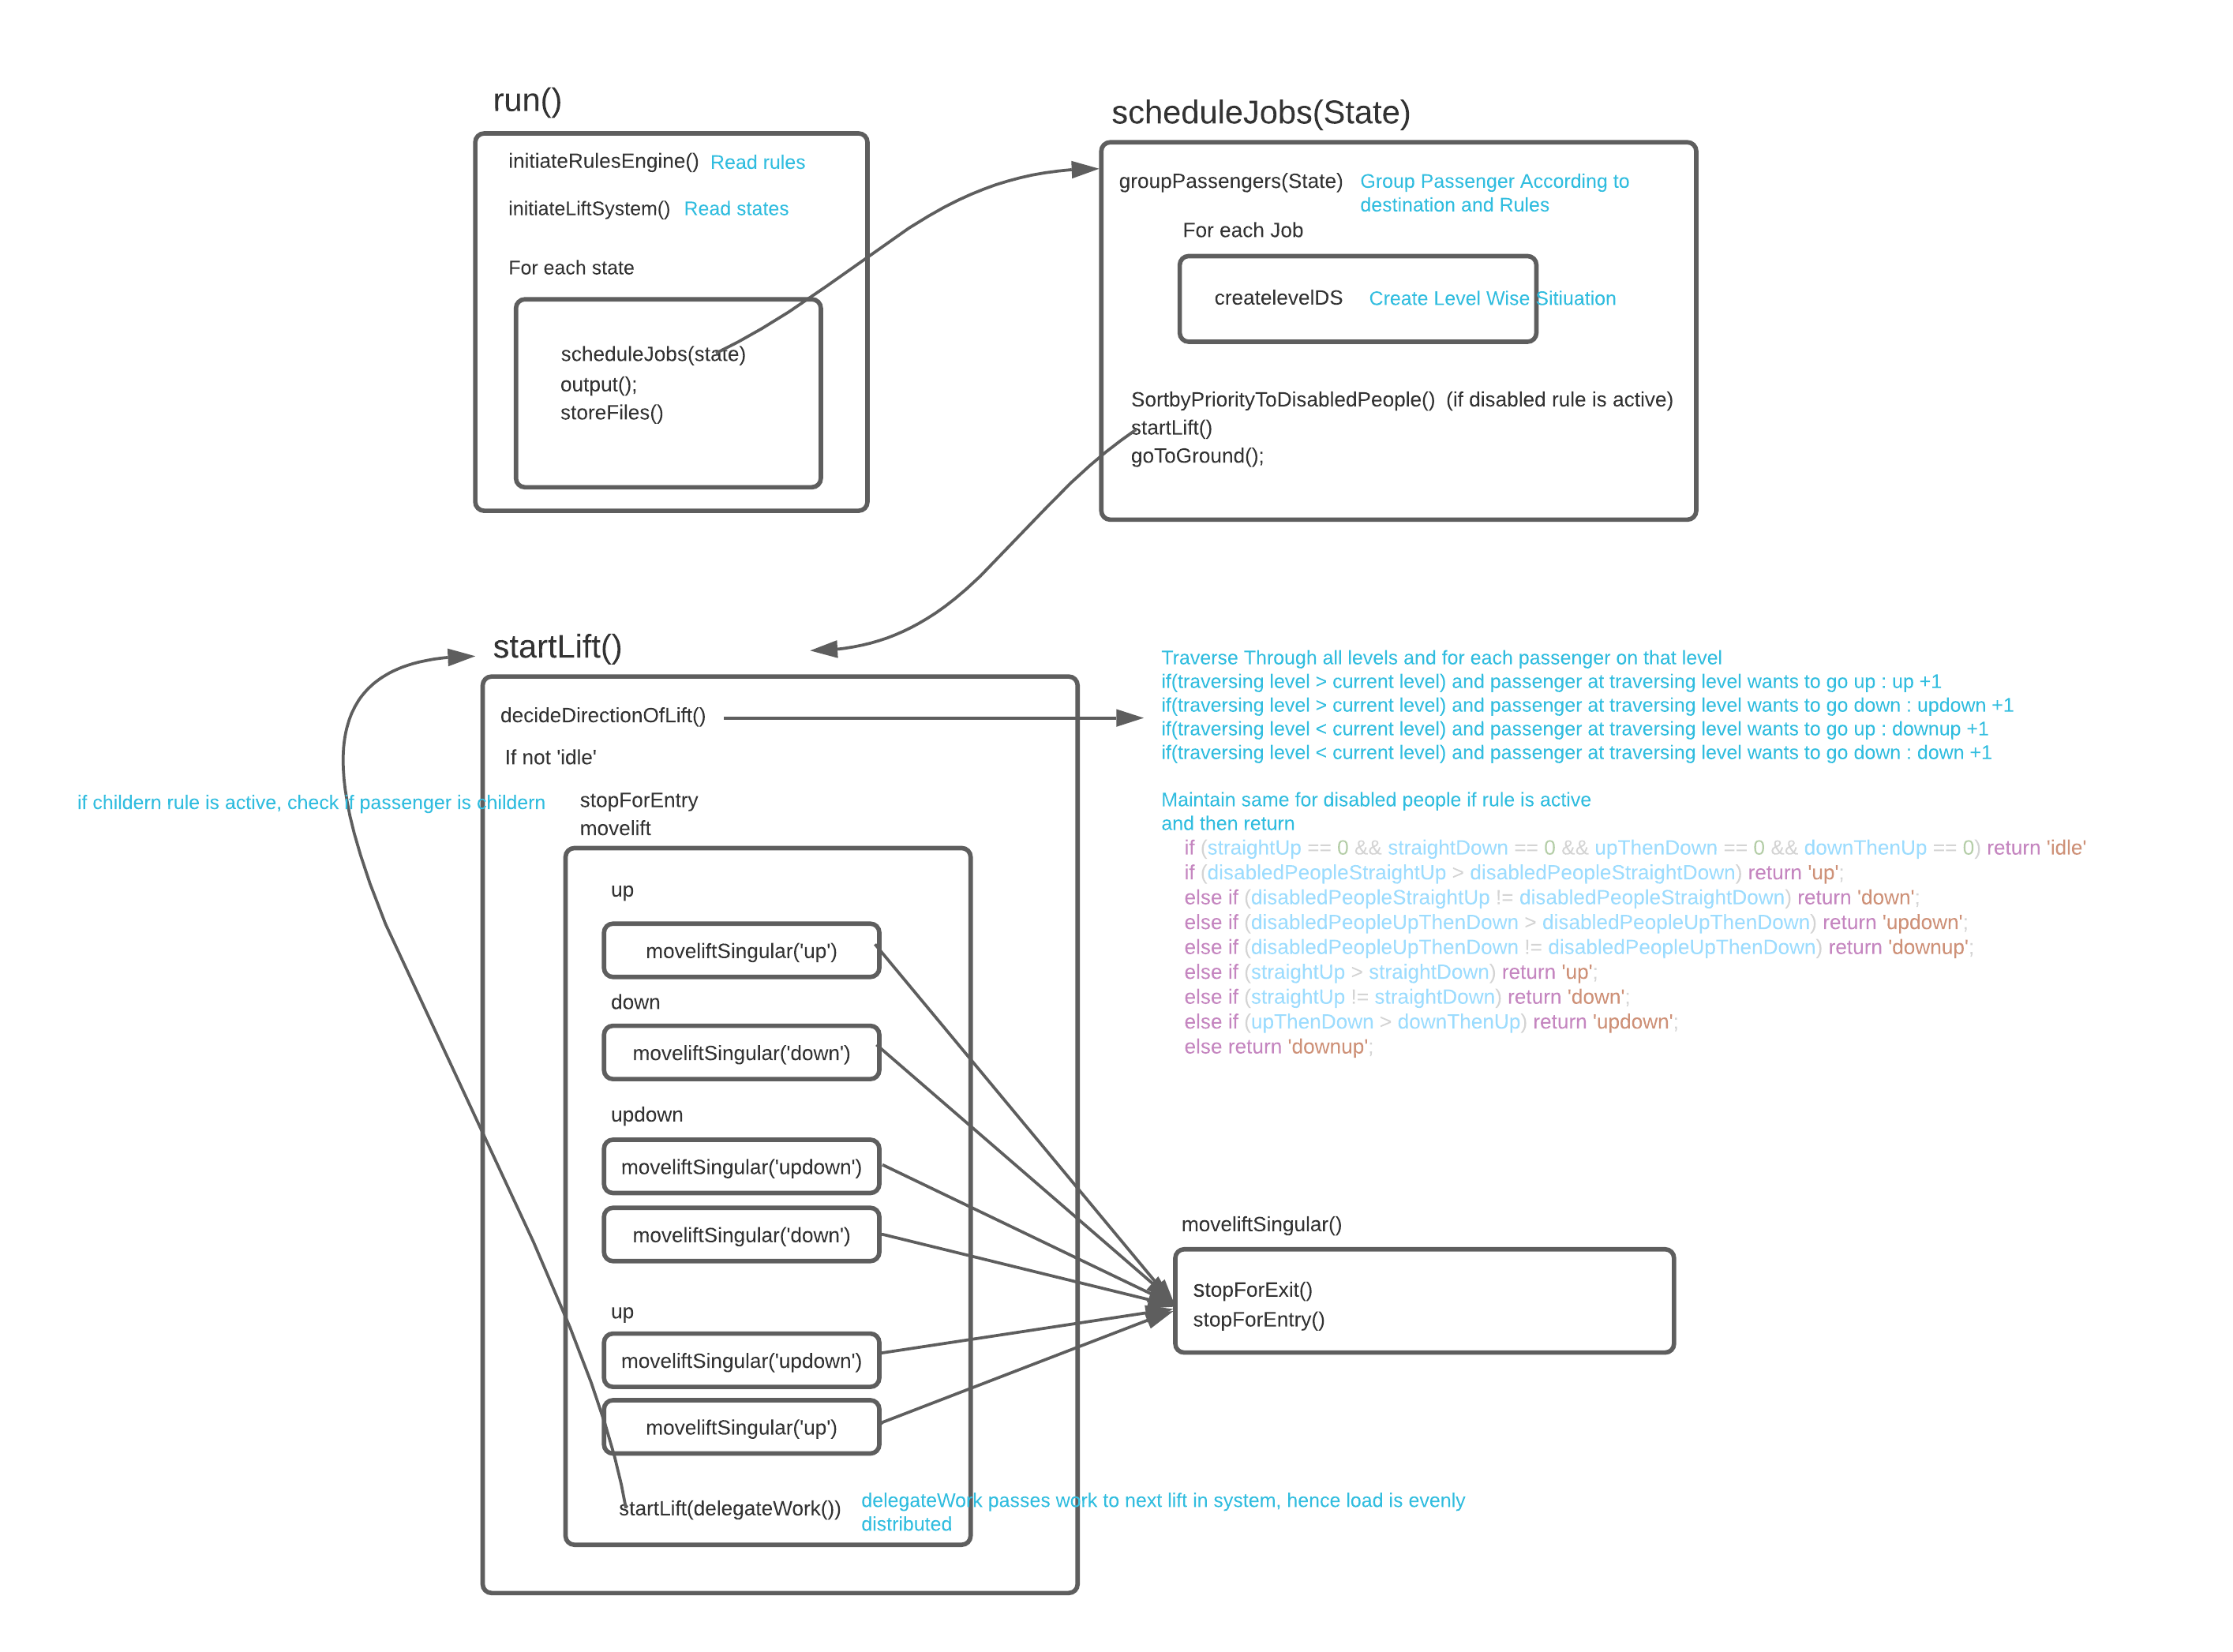 run()
initiateRulesEngine() Read rules
initiateLiftSystem() Read states
For each state
scheduleJobs(state)
output();
storeFiles()
scheduleJobs(State)
groupPassengers(State) Group Passenger According to
destination and Rules
For each Job
createlevelDS Create Level Wise Sitiuation
SortbyPriorityToDisabledPeople() (if disabled rule is active)
startLift()
goToGround();
startLift()
decideDirectionOfLift()
If not 'idle'
if childern rule is active, check if passenger is childern
stopForEntry
movelift
up
moveliftSingular('up')
down
moveliftSingular('down')
updown
moveliftSingular('updown')
moveliftSingular('down')
up
moveliftSingular('updown')
moveliftSingular('up')
startLift(delegateWork()) delegateWork passes work to next lift in system, hence load is evenly
distributed
Traverse Through all levels and for each passenger on that level
if(traversing level > current level) and passenger at traversing level wants to go up : up +1
if(traversing level > current level) and passenger at traversing level wants to go down : updown +1
if(traversing level < current level) and passenger at traversing level wants to go up : downup +1
if(traversing level < current level) and passenger at traversing level wants to go down : down +1
Maintain same for disabled people if rule is active
and then return
if (straightUp == 0 && straightDown == 0 && upThenDown == 0 && downThenUp == 0) return 'idle'
if (disabledPeopleStraightUp > disabledPeopleStraightDown) return 'up';
else if (disabledPeopleStraightUp != disabledPeopleStraightDown) return 'down';
else if (disabledPeopleUpThenDown > disabledPeopleUpThenDown) return 'updown';
else if (disabledPeopleUpThenDown != disabledPeopleUpThenDown) return 'downup';
else if (straightUp > straightDown) return 'up';
else if (straightUp != straightDown) return 'down';
else if (upThenDown > downThenUp) return 'updown';
else return 'downup';
moveliftSingular()
stopForExit()
stopForEntry()